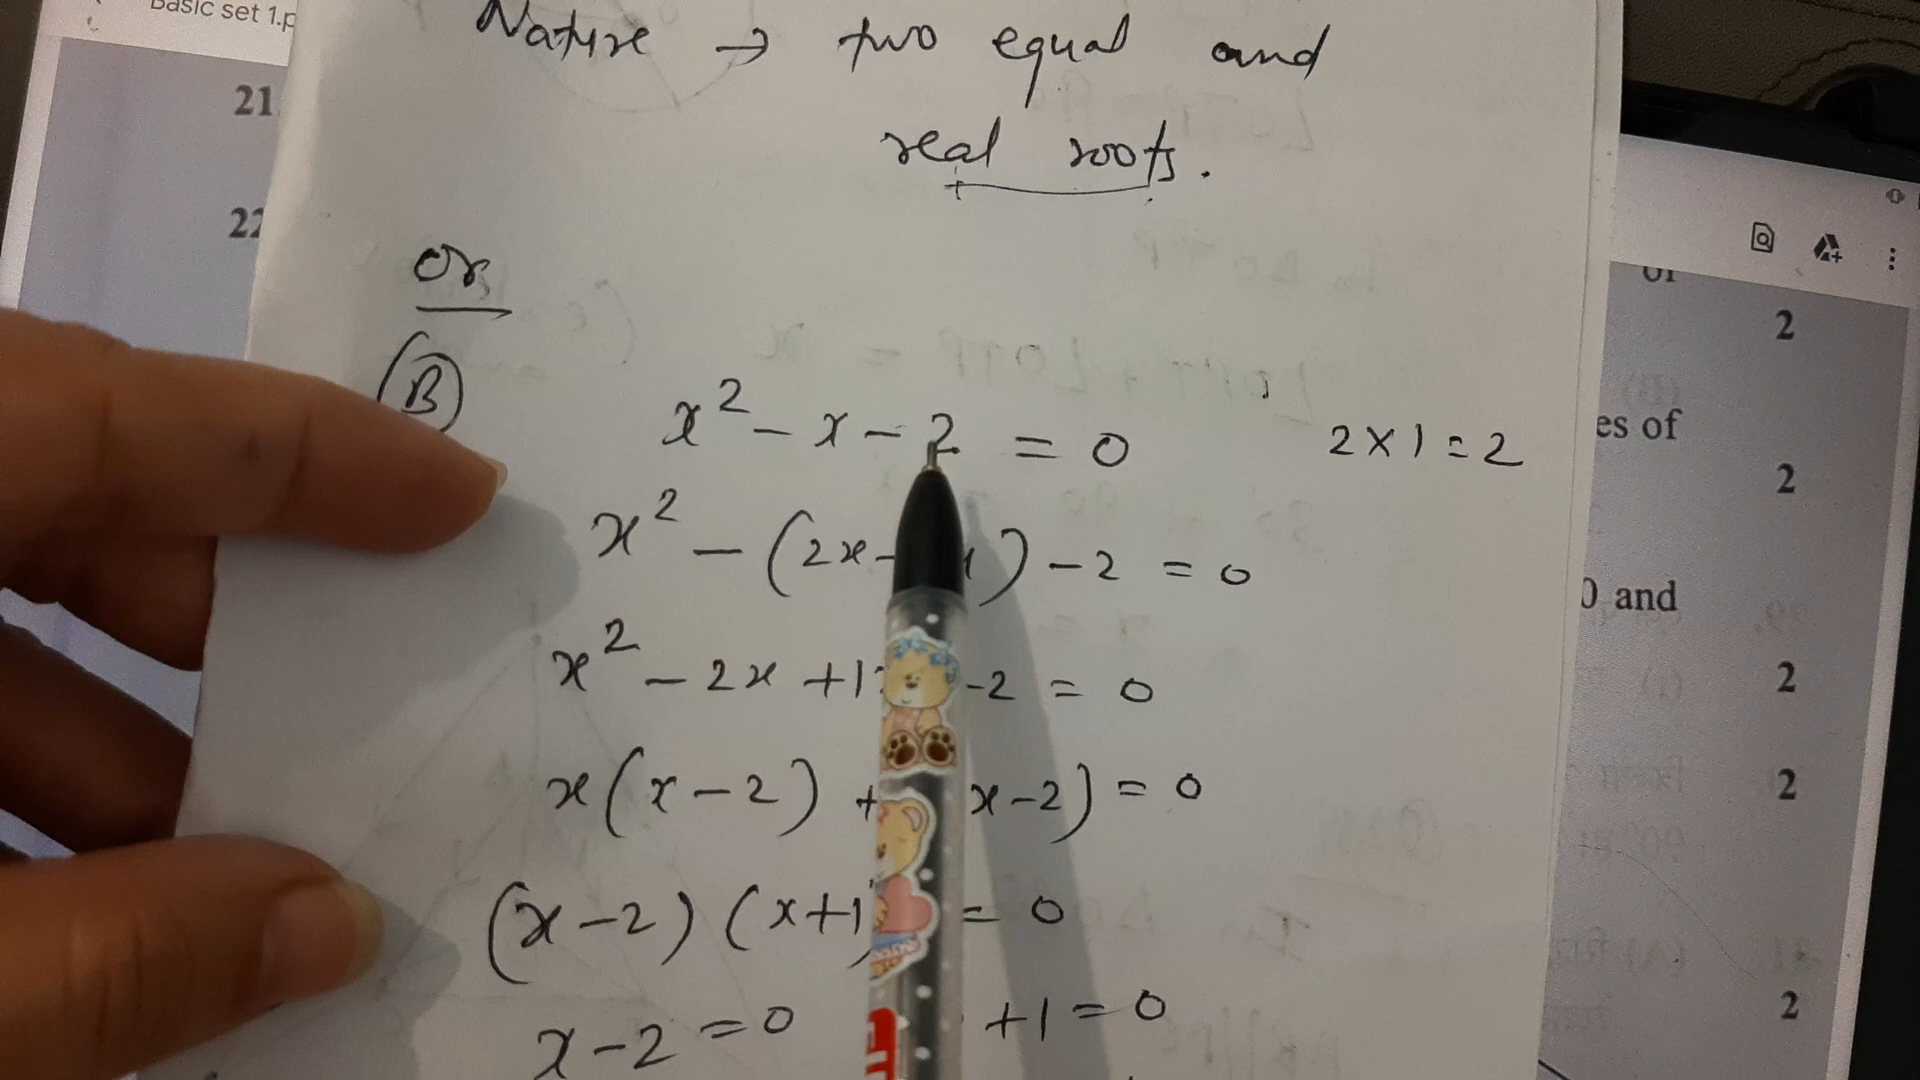 Basic set 1.p
Nature → two equal and
real roots.
21
22
or
(B)
x² - x - 2 = 0
2 × 1 = 2
x² - (2x - ) - 2 = 0
x² - 2x + 1 - 2 = 0
x(x - 2) + x - 2) = 0
(x - 2) (x + 1 = 0
x - 2 = 0
+ 1 = 0
of
2
es of
2
0 and
2
2
2